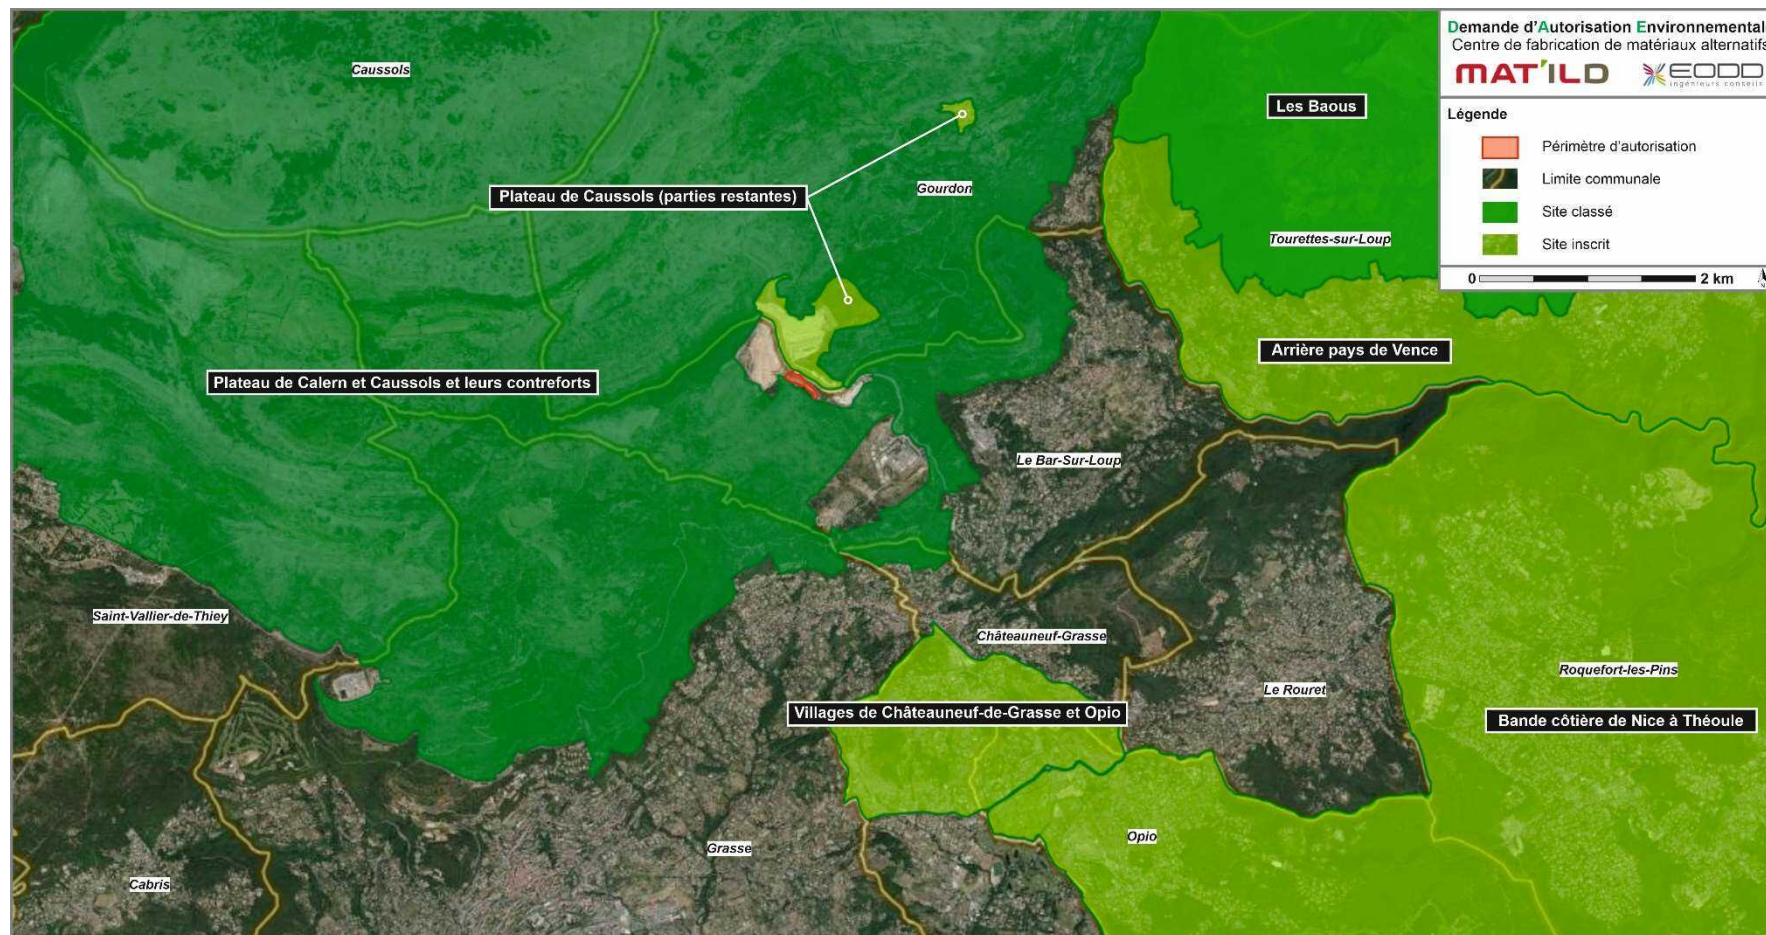 Demande d'Autorisation Environnemental
Centre de fabrication de matériaux alternatifs
MAT'ILD
EODD
ingénieurs conseils
Légende
Périmètre d'autorisation
Limite communale
Site classé
Site inscrit
0 2 km
N
Caussols
Les Baous
Plateau de Caussols (parties restantes)
Gourdon
Tourettes-sur-Loup
Arrière pays de Vence
Plateau de Calern et Caussols et leurs contreforts
Le Bar-Sur-Loup
Saint-Vallier-de-Thiey
Châteauneuf-Grasse
Roquefort-les-Pins
Le Rouret
Villages de Châteauneuf-de-Grasse et Opio
Bande côtière de Nice à Théoule
Opio
Grasse
Cabris